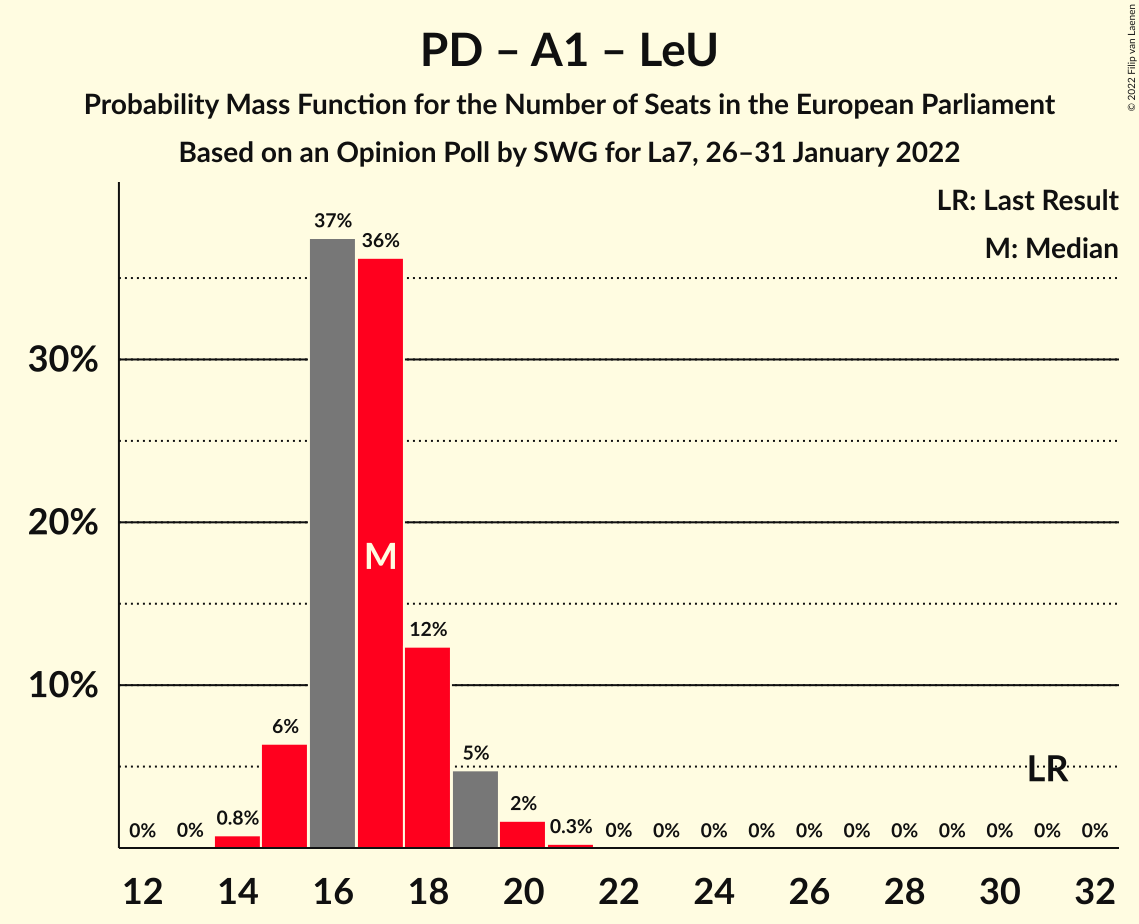 PD – A1 – LeU
Probability Mass Function for the Number of Seats in the European Parliament
Based on an Opinion Poll by SWG for La7, 26–31 January 2022
© 2022 Filip van Laenen
LR: Last Result
M: Median
30%
20%
10%
0% 0% 0.8% 6% 37% 36% 12% 5% 2% 0.3% 0% 0% 0% 0% 0% 0% 0% 0% 0% 0% 0%
M
LR
12 14 16 18 20 22 24 26 28 30 32